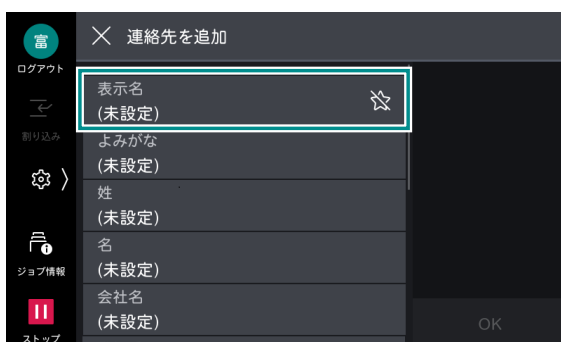 富
ログアウト
割り込み
ジョブ情報
ストップ
連絡先を追加
表示名
(未設定)
よみがな
(未設定)
姓
(未設定)
名
(未設定)
会社名
(未設定)
OK